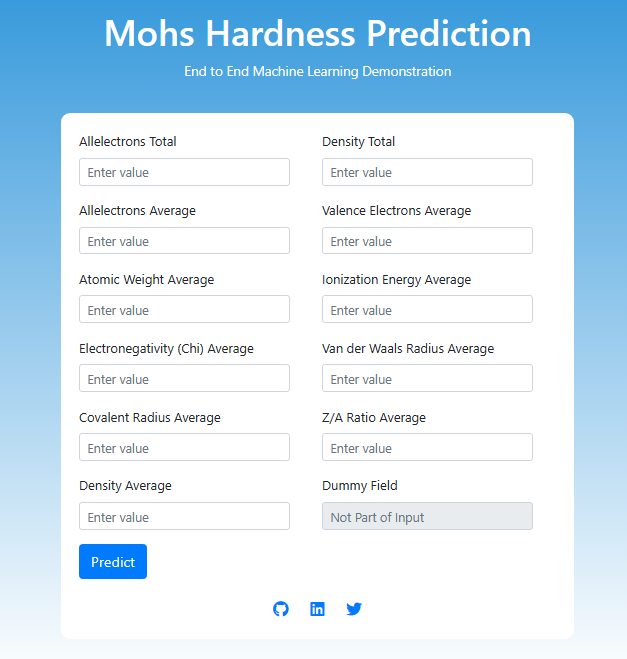 Mohs Hardness Prediction
End to End Machine Learning Demonstration
Allelectrons Total
Enter value
Density Total
Enter value
Allelectrons Average
Enter value
Valence Electrons Average
Enter value
Atomic Weight Average
Enter value
Ionization Energy Average
Enter value
Electronegativity (Chi) Average
Enter value
Van der Waals Radius Average
Enter value
Covalent Radius Average
Enter value
Z/A Ratio Average
Enter value
Density Average
Enter value
Dummy Field
Not Part of Input
Predict